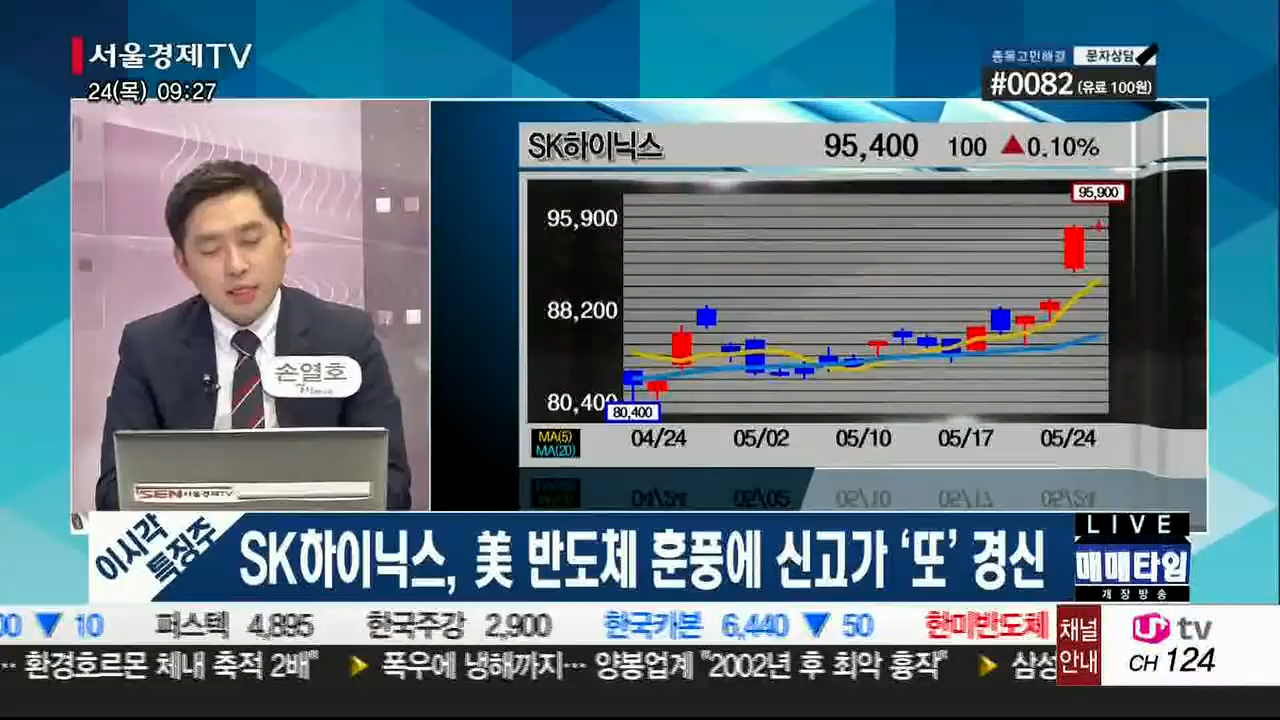 서울경제TV
24(목) 09:27
종목고민해결 문자상담
#0082 (유료 100원)
SK하이닉스 95,400 100 ▲0.10%
95,900
95,900
88,200
80,400
80,400
MA(5)
MA(20)
04/24 05/02 05/10 05/17 05/24
손열호
SEN서울경제TV
이시각
특징주
SK하이닉스, 美 반도체 훈풍에 신고가 ‘또’ 경신
LIVE
매매타임
개장방송
00 ▼ 10 파스텍 4,895 한국주강 2,900 한국카본 6,440 ▼ 50 한미반도체
··· 환경호르몬 체내 축적 2배" 폭우에 냉해까지··· 양봉업계 "2002년 후 최악 흉작" 삼성
채널
안내
U+ tv
CH 124